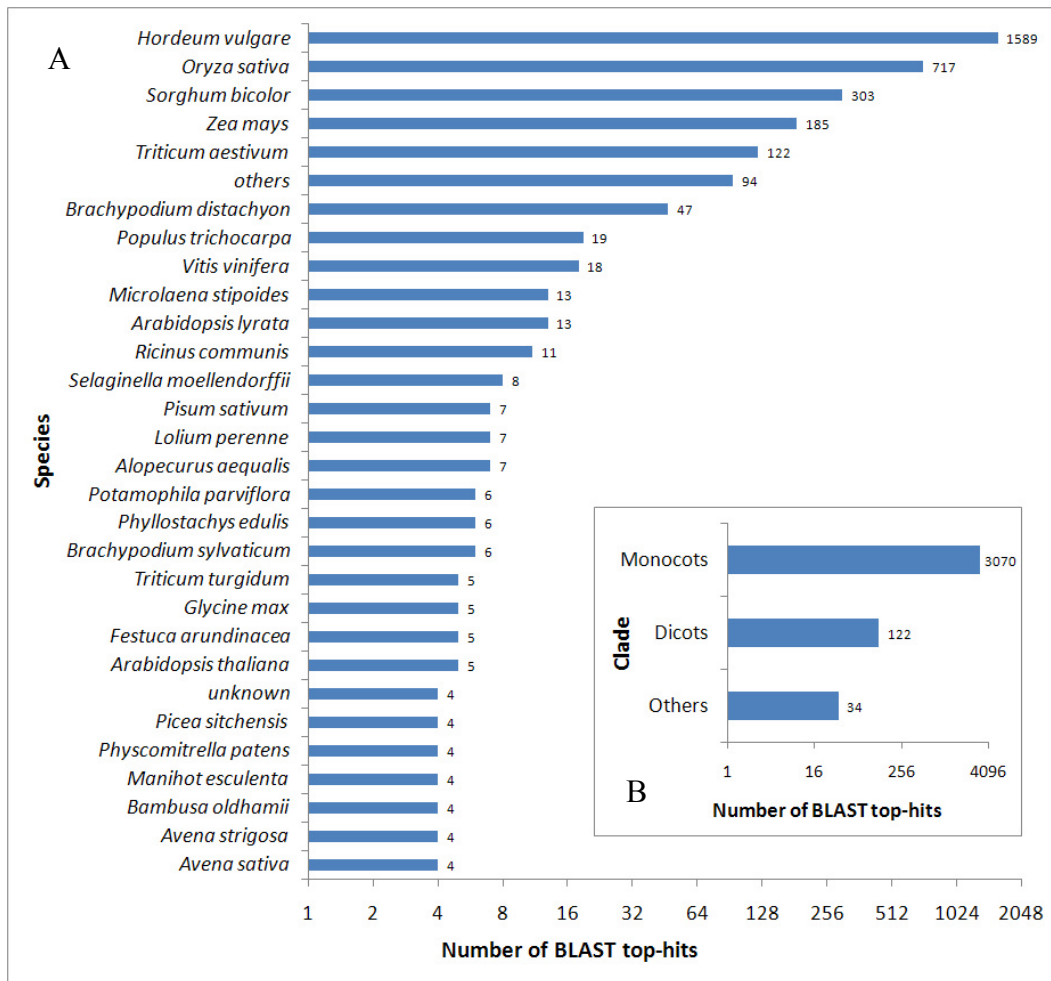 A
Hordeum vulgare 1589
Oryza sativa 717
Sorghum bicolor 303
Zea mays 185
Triticum aestivum 122
others 94
Brachypodium distachyon 47
Populus trichocarpa 19
Vitis vinifera 18
Microlaena stipoides 13
Arabidopsis lyrata 13
Ricinus communis 11
Selaginella moellendorffii 8
Pisum sativum 7
Lolium perenne 7
Alopecurus aequalis 7
Potamophila parviflora 6
Phyllostachys edulis 6
Brachypodium sylvaticum 6
Triticum turgidum 5
Glycine max 5
Festuca arundinacea 5
Arabidopsis thaliana 5
unknown 4
Picea sitchensis 4
Physcomitrella patens 4
Manihot esculenta 4
Bambusa oldhamii 4
Avena strigosa 4
Avena sativa 4
Species
1 2 4 8 16 32 64 128 256 512 1024 2048
Number of BLAST top-hits
Monocots 3070
Dicots 122
Others 34
Clade
1 16 256 4096
B
Number of BLAST top-hits